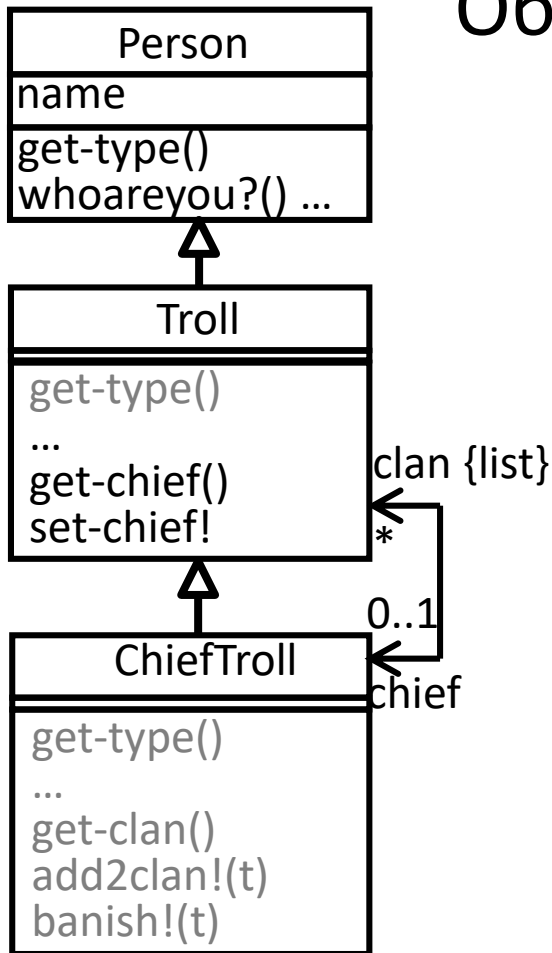 Об
Person
name
get-type()
whoareyou?() ...
Troll
get-type()
...
get-chief()
set-chief!
clan {list}
*
0..1
chief
ChiefTroll
get-type()
...
get-clan()
add2clan!(t)
banish!(t)